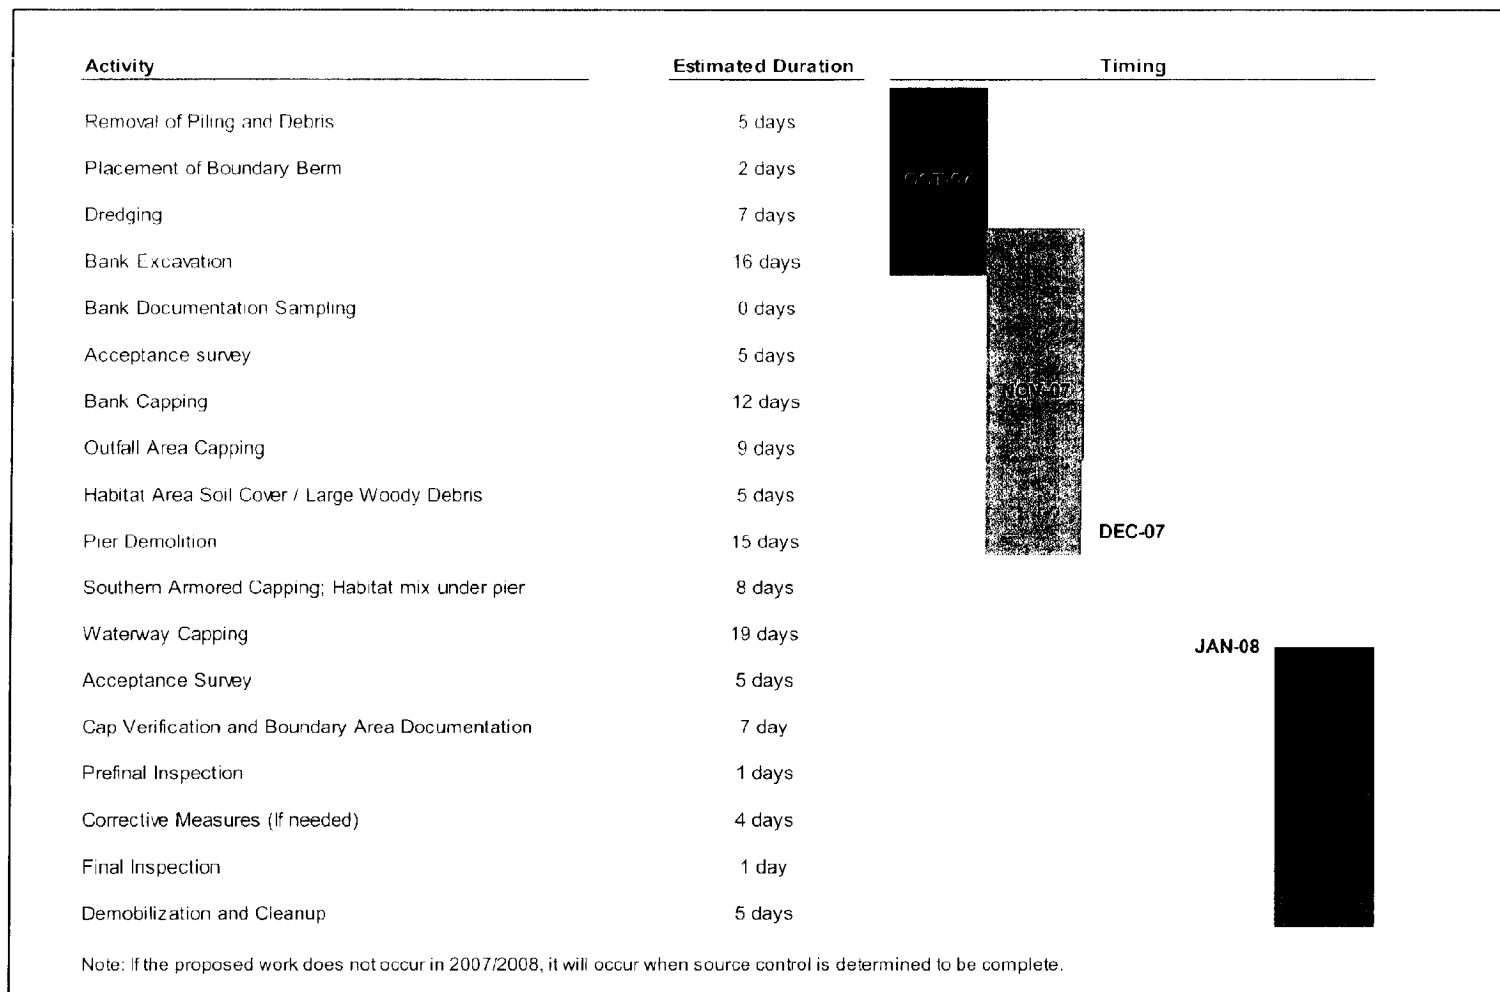 Activity Estimated Duration Timing
Removal of Piling and Debris 5 days
Placement of Boundary Berm 2 days
Dredging 7 days
Bank Excavation 16 days
Bank Documentation Sampling 0 days
Acceptance survey 5 days
Bank Capping 12 days
NOV-07
Outfall Area Capping 9 days
Habitat Area Soil Cover / Large Woody Debris 5 days
Pier Demolition 15 days
DEC-07
Southern Armored Capping; Habitat mix under pier 8 days
Waterway Capping 19 days
JAN-08
Acceptance Survey 5 days
Cap Verification and Boundary Area Documentation 7 day
Prefinal Inspection 1 days
Corrective Measures (If needed) 4 days
Final Inspection 1 day
Demobilization and Cleanup 5 days
Note: If the proposed work does not occur in 2007/2008, it will occur when source control is determined to be complete.